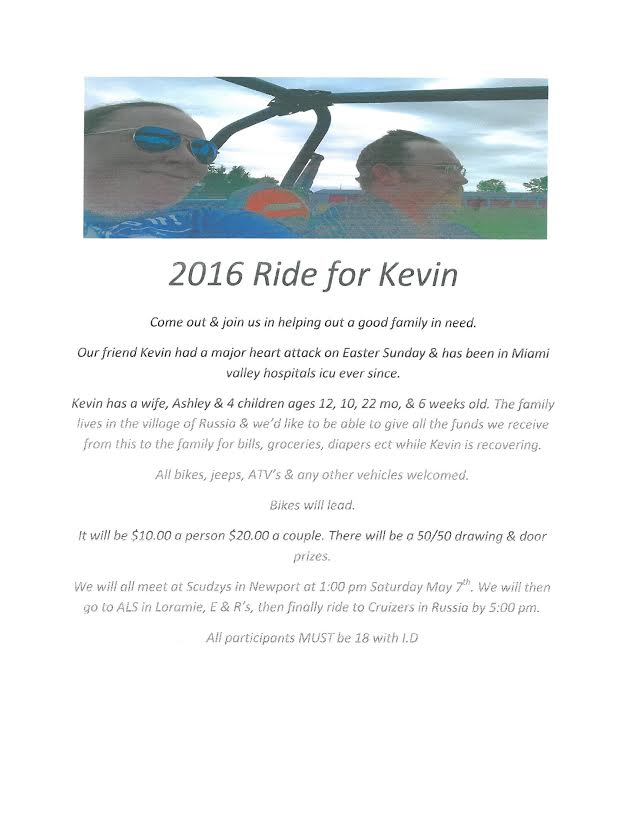 2016 Ride for Kevin
Come out & join us in helping out a good family in need.
Our friend Kevin had a major heart attack on Easter Sunday & has been in Miami
valley hospitals icu ever since.
Kevin has a wife, Ashley & 4 children ages 12, 10, 22 mo, & 6 weeks old. The family
lives in the village of Russia & we'd like to be able to give all the funds we receive
from this to the family for bills, groceries, diapers ect while Kevin is recovering.
All bikes, jeeps, ATV's & any other vehicles welcomed.
Bikes will lead.
It will be $10.00 a person $20.00 a couple. There will be a 50/50 drawing & door
prizes.
We will all meet at Scudzys in Newport at 1:00 pm Saturday May 7th. We will then
go to ALS in Loramie, E & R's, then finally ride to Cruizers in Russia by 5:00 pm.
All participants MUST be 18 with I.D